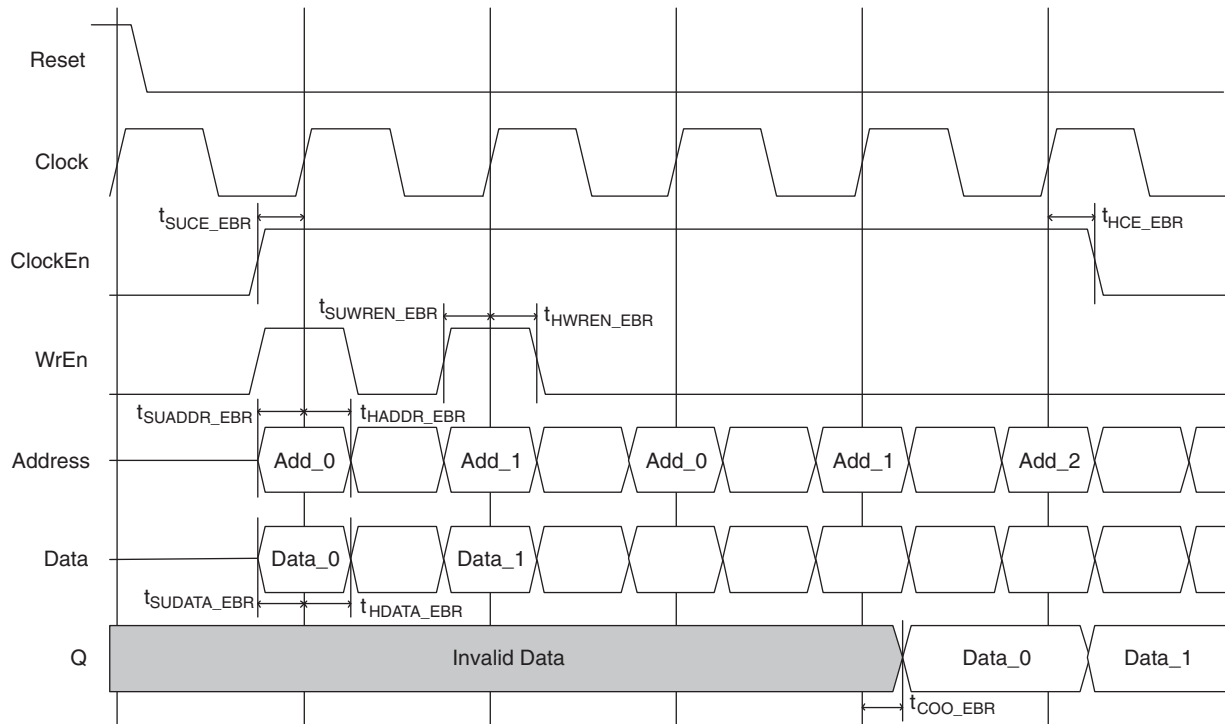 Reset
Clock
tSUCE_EBR
tHCE_EBR
ClockEn
tSUWREN_EBR
tHWREN_EBR
WrEn
tSUADDR_EBR
tHADDR_EBR
Address
Add_0
Add_1
Add_0
Add_1
Add_2
Data
Data_0
Data_1
tSUDATA_EBR
tHDATA_EBR
Q
Invalid Data
Data_0
Data_1
tCOO_EBR